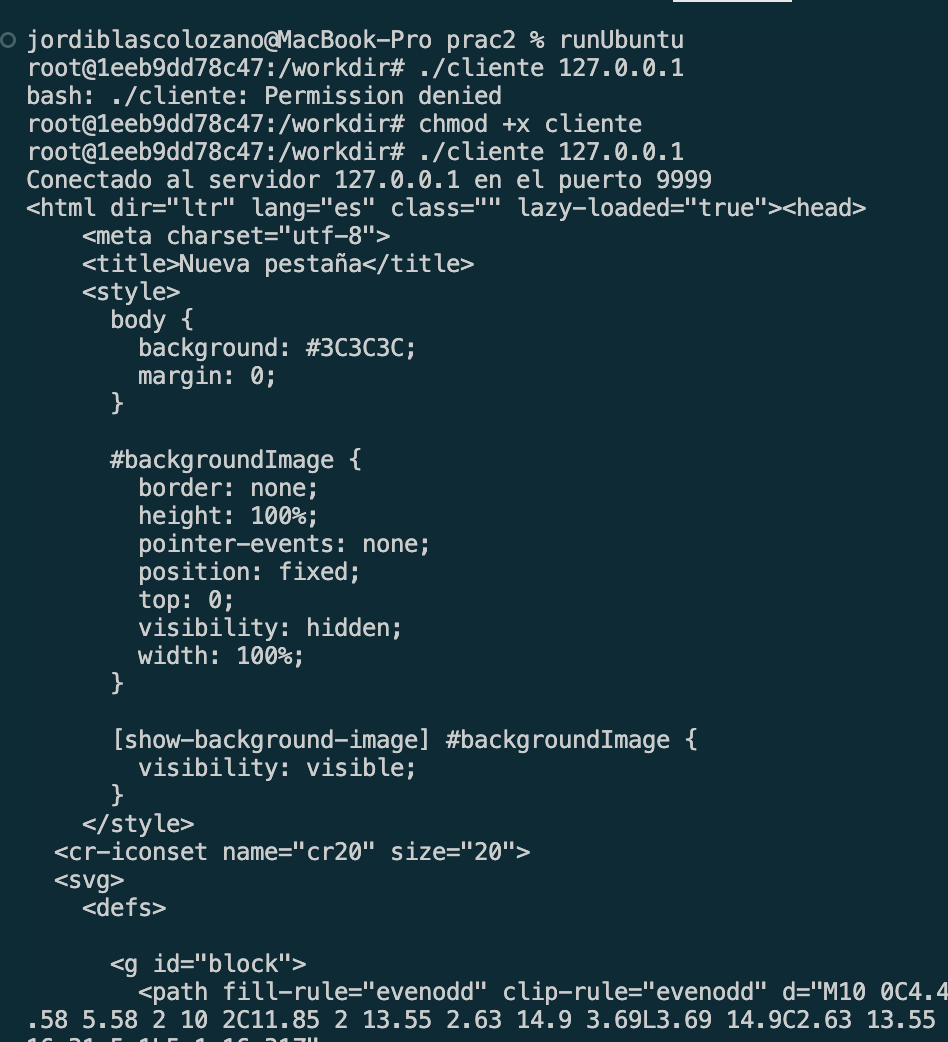 jordiblascolozano@MacBook-Pro prac2 % runUbuntu
root@1eeb9dd78c47:/workdir# ./cliente 127.0.0.1
bash: ./cliente: Permission denied
root@1eeb9dd78c47:/workdir# chmod +x cliente
root@1eeb9dd78c47:/workdir# ./cliente 127.0.0.1
Conectado al servidor 127.0.0.1 en el puerto 9999
<html dir="ltr" lang="es" class="" lazy-loaded="true"><head>
    <meta charset="utf-8">
    <title>Nueva pestaña</title>
    <style>
      body {
        background: #3C3C3C;
        margin: 0;
      }

      #backgroundImage {
        border: none;
        height: 100%;
        pointer-events: none;
        position: fixed;
        top: 0;
        visibility: hidden;
        width: 100%;
      }

      [show-background-image] #backgroundImage {
        visibility: visible;
      }
    </style>
  <cr-iconset name="cr20" size="20">
  <svg>
    <defs>

      <g id="block">
        <path fill-rule="evenodd" clip-rule="evenodd" d="M10 0C4.4
.58 5.58 2 10 2C11.85 2 13.55 2.63 14.9 3.69L3.69 14.9C2.63 13.55